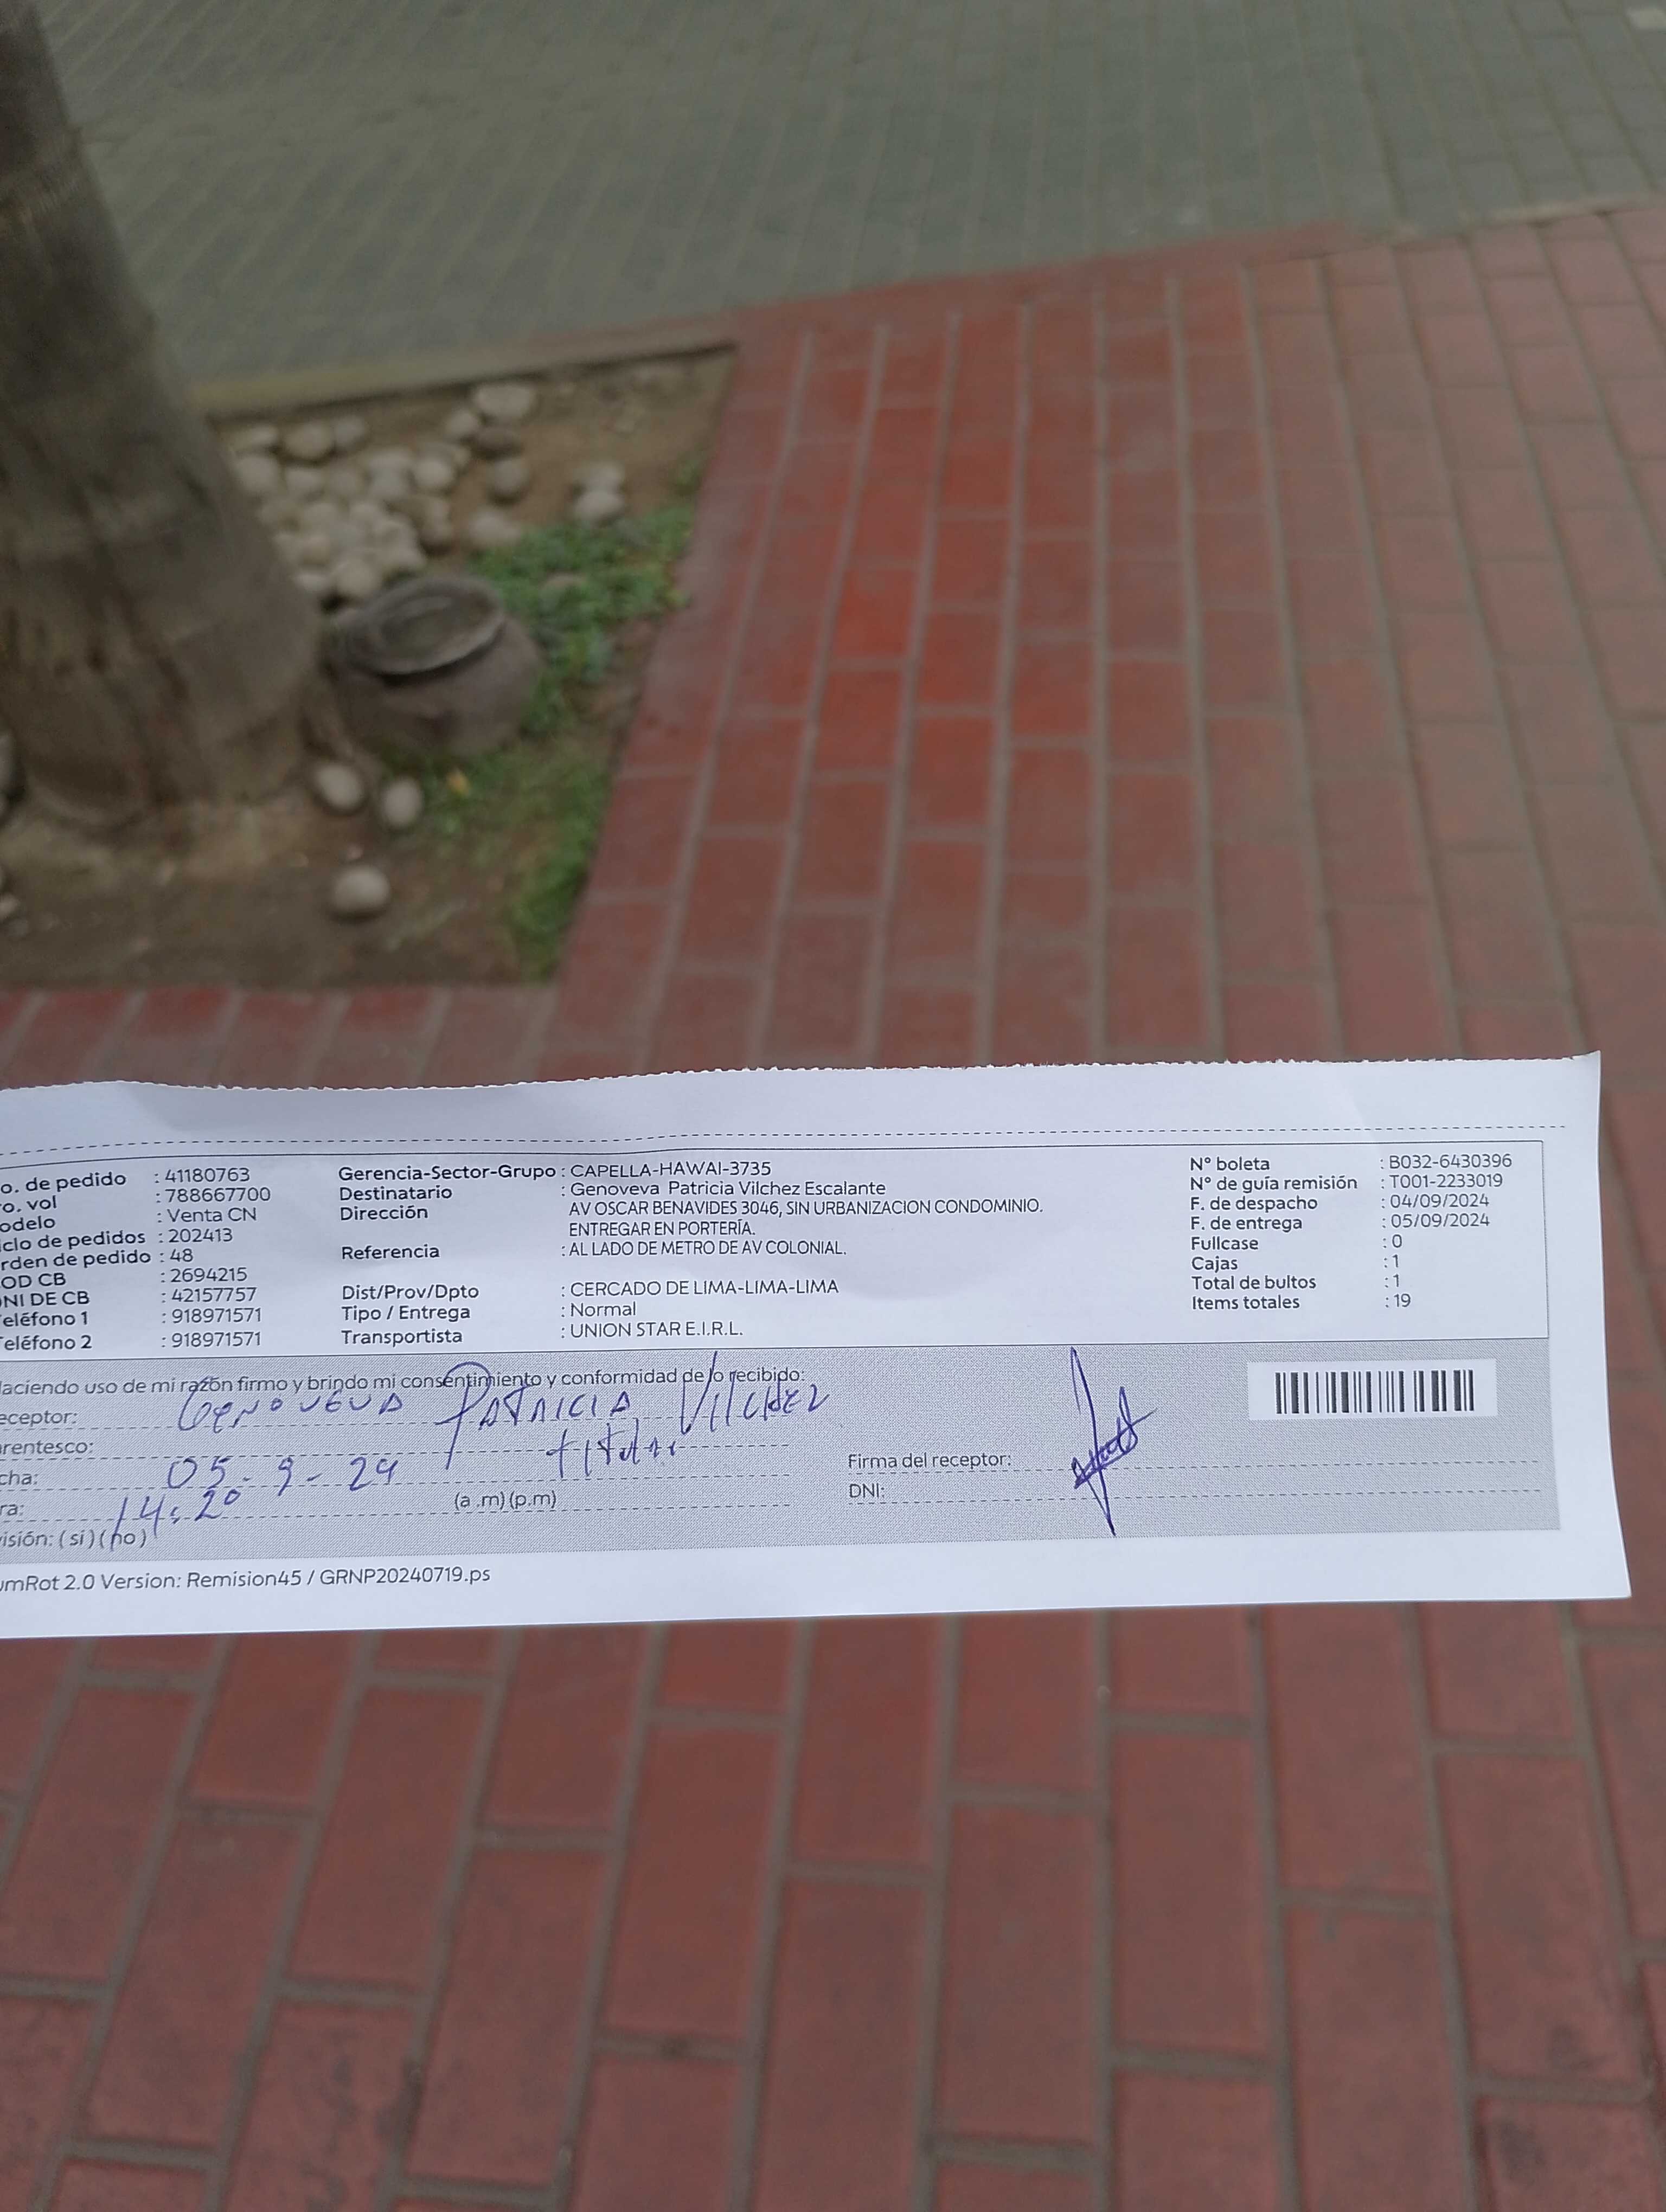 o. de pedido : 41180763
ro. vol : 788667700
odelo : Venta CN
iclo de pedidos : 202413
rden de pedido : 48
OD CB : 2694215
NI DE CB : 42157757
eléfono 1 : 918971571
Teléfono 2 : 918971571
Gerencia-Sector-Grupo : CAPELLA-HAWAI-3735
Destinatario : Genoveva Patricia Vilchez Escalante
Dirección : AV OSCAR BENAVIDES 3046, SIN URBANIZACION CONDOMINIO.
ENTREGAR EN PORTERÍA.
Referencia : AL LADO DE METRO DE AV COLONIAL.
Dist/Prov/Dpto : CERCADO DE LIMA-LIMA-LIMA
Tipo / Entrega : Normal
Transportista : UNION STAR E.I.R.L.
Nº boleta : B032-6430396
Nº de guía remisión : T001-2233019
F. de despacho : 04/09/2024
F. de entrega : 05/09/2024
Fullcase : 0
Cajas : 1
Total de bultos : 1
Items totales : 19
Haciendo uso de mi razón firmo y brindo mi consentimiento y conformidad de lo recibido:
eceptor: GENOVEVA PATRICIA VILCHEZ
arentesco: titular
cha: 05-9-24
ra: 14:20 (a .m) (p.m)
visión: ( si ) ( no )
Firma del receptor:
DNI:
umRot 2.0 Version: Remision45 / GRNP20240719.ps